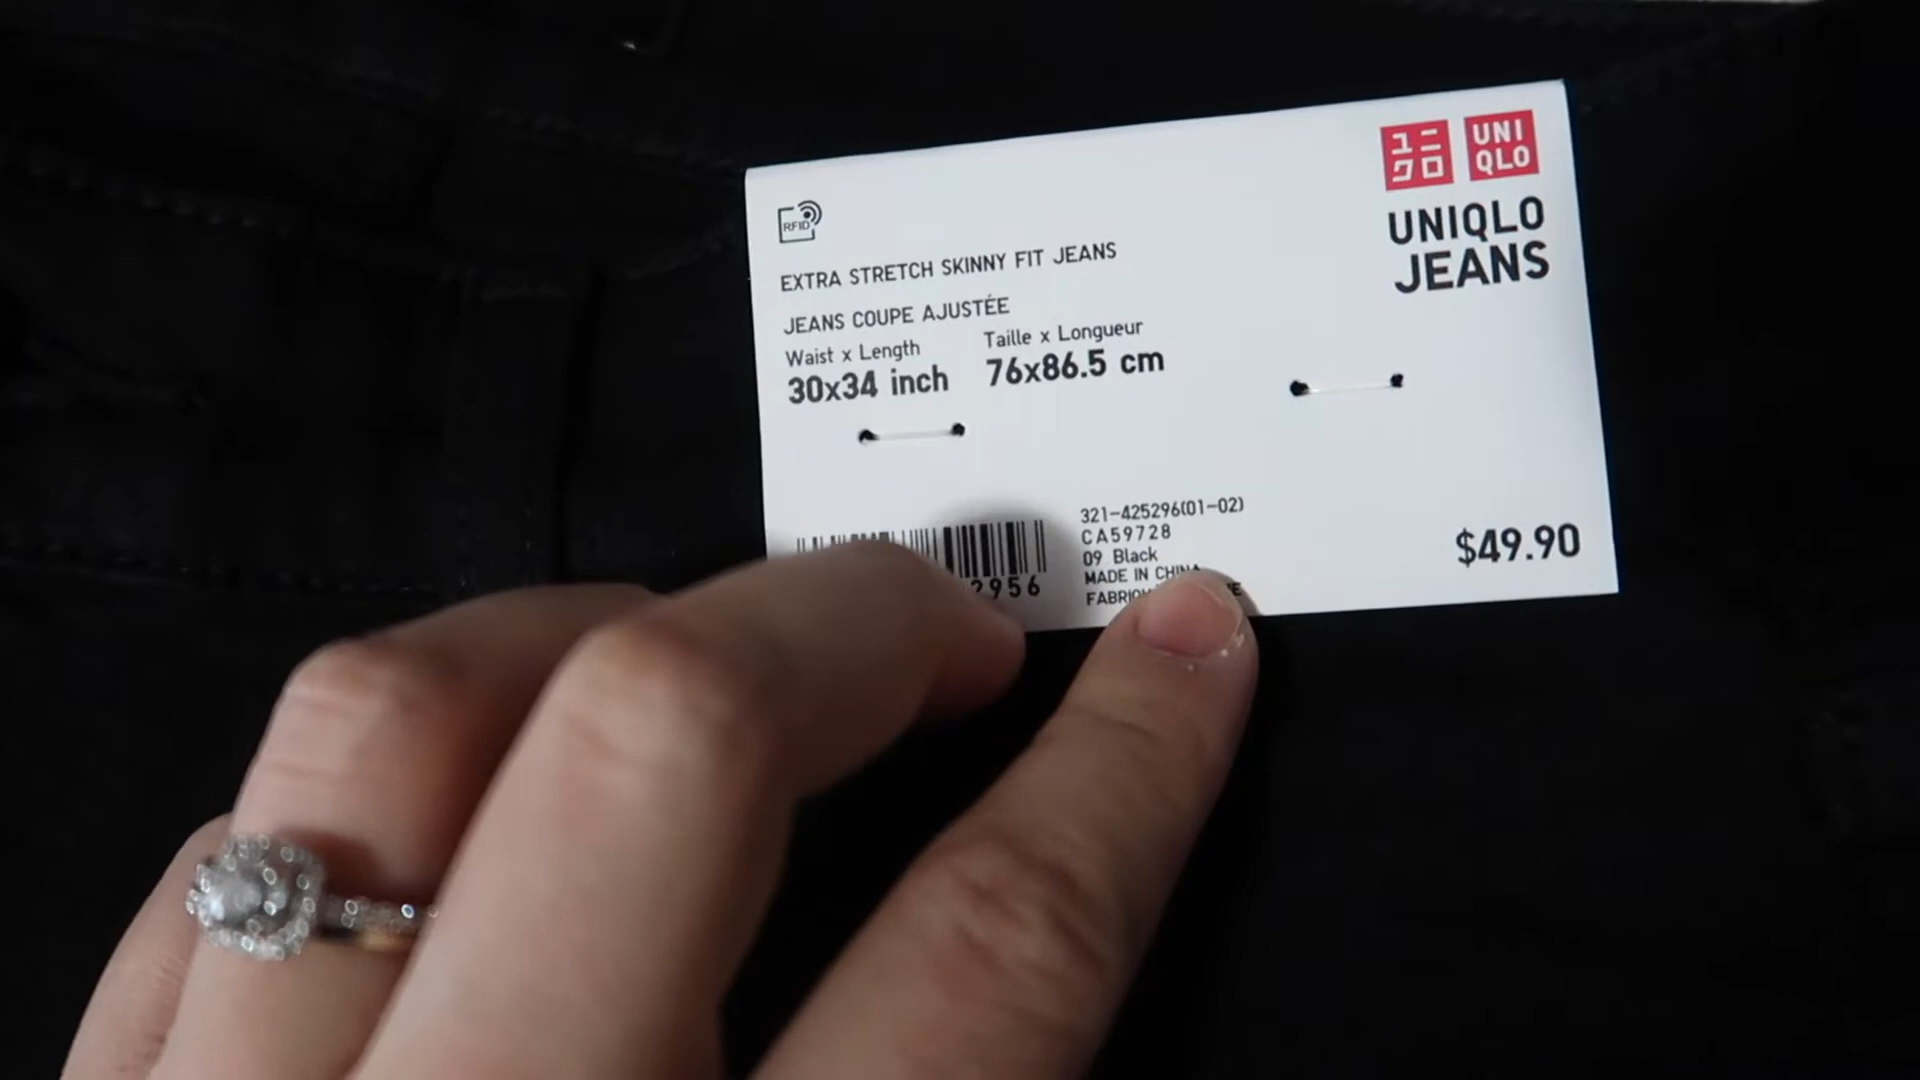 ユニ
クロ
UNI
QLO
UNIQLO
JEANS
RFID
EXTRA STRETCH SKINNY FIT JEANS
JEANS COUPE AJUSTÉE
Waist x Length
30x34 inch
Taille x Longueur
76x86.5 cm
321-425296(01-02)
CA59728
09 Black
MADE IN CHINA
2956
$49.90